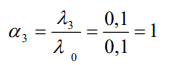 α₃ = λ₃ / λ₀ = 0,1 / 0,1 = 1